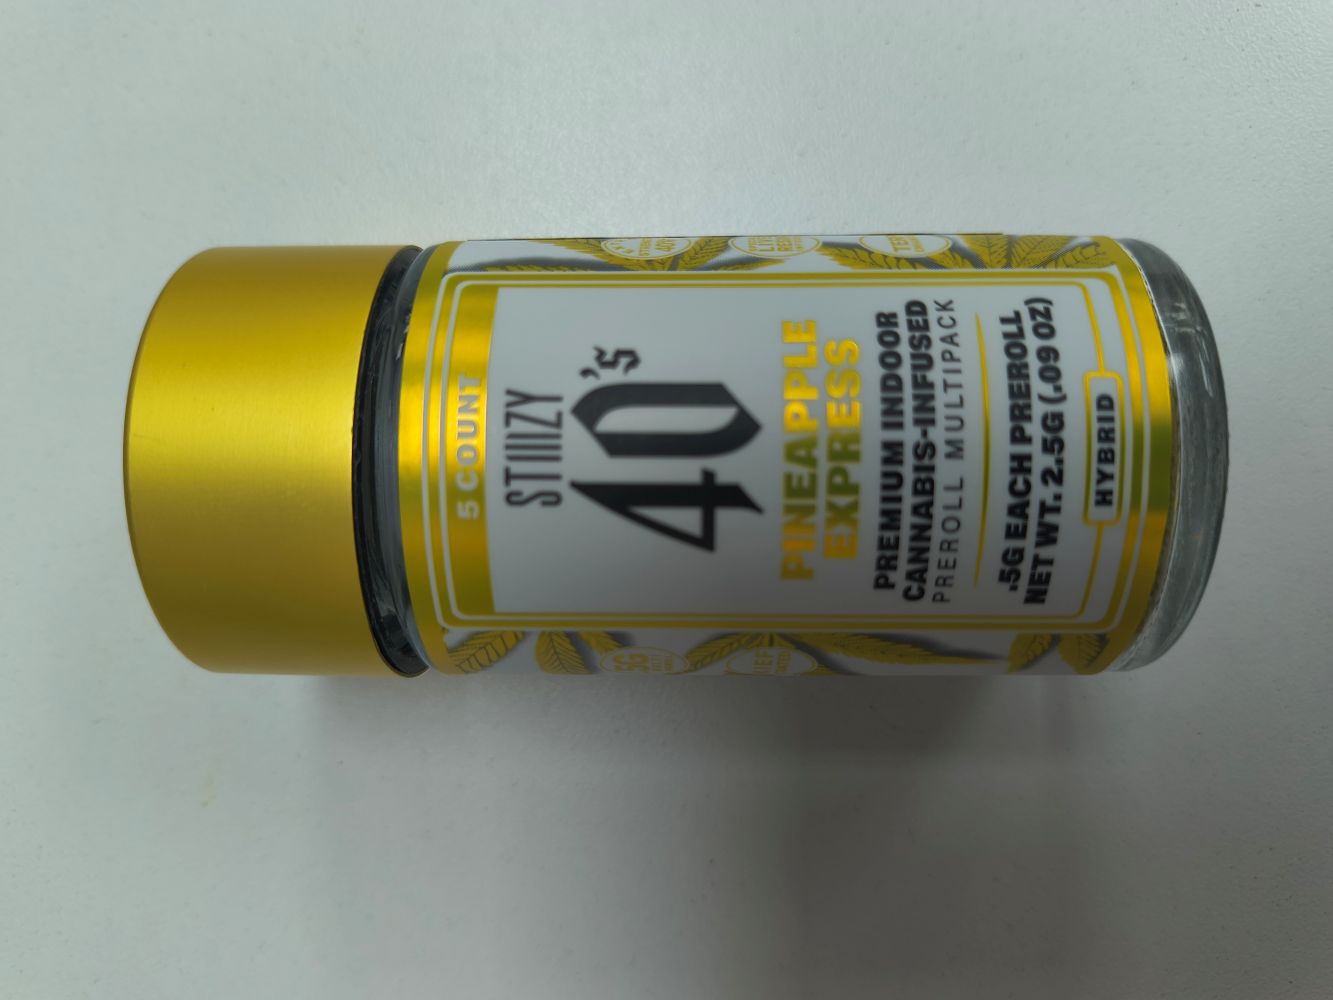 5 COUNT
STIIIZY
40's
PINEAPPLE
EXPRESS
PREMIUM INDOOR
CANNABIS-INFUSED
PREROLL MULTIPACK
.5G EACH PREROLL
NET WT. 2.5G (.09 OZ)
HYBRID